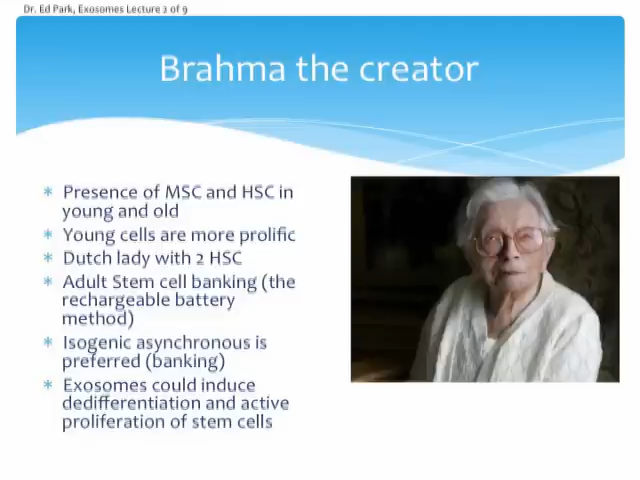 Dr. Ed Park, Exosomes Lecture 2 of 9
Brahma the creator
* Presence of MSC and HSC in
young and old
* Young cells are more prolific
* Dutch lady with 2 HSC
* Adult Stem cell banking (the
rechargeable battery
method)
* Isogenic asynchronous is
preferred (banking)
* Exosomes could induce
dedifferentiation and active
proliferation of stem cells